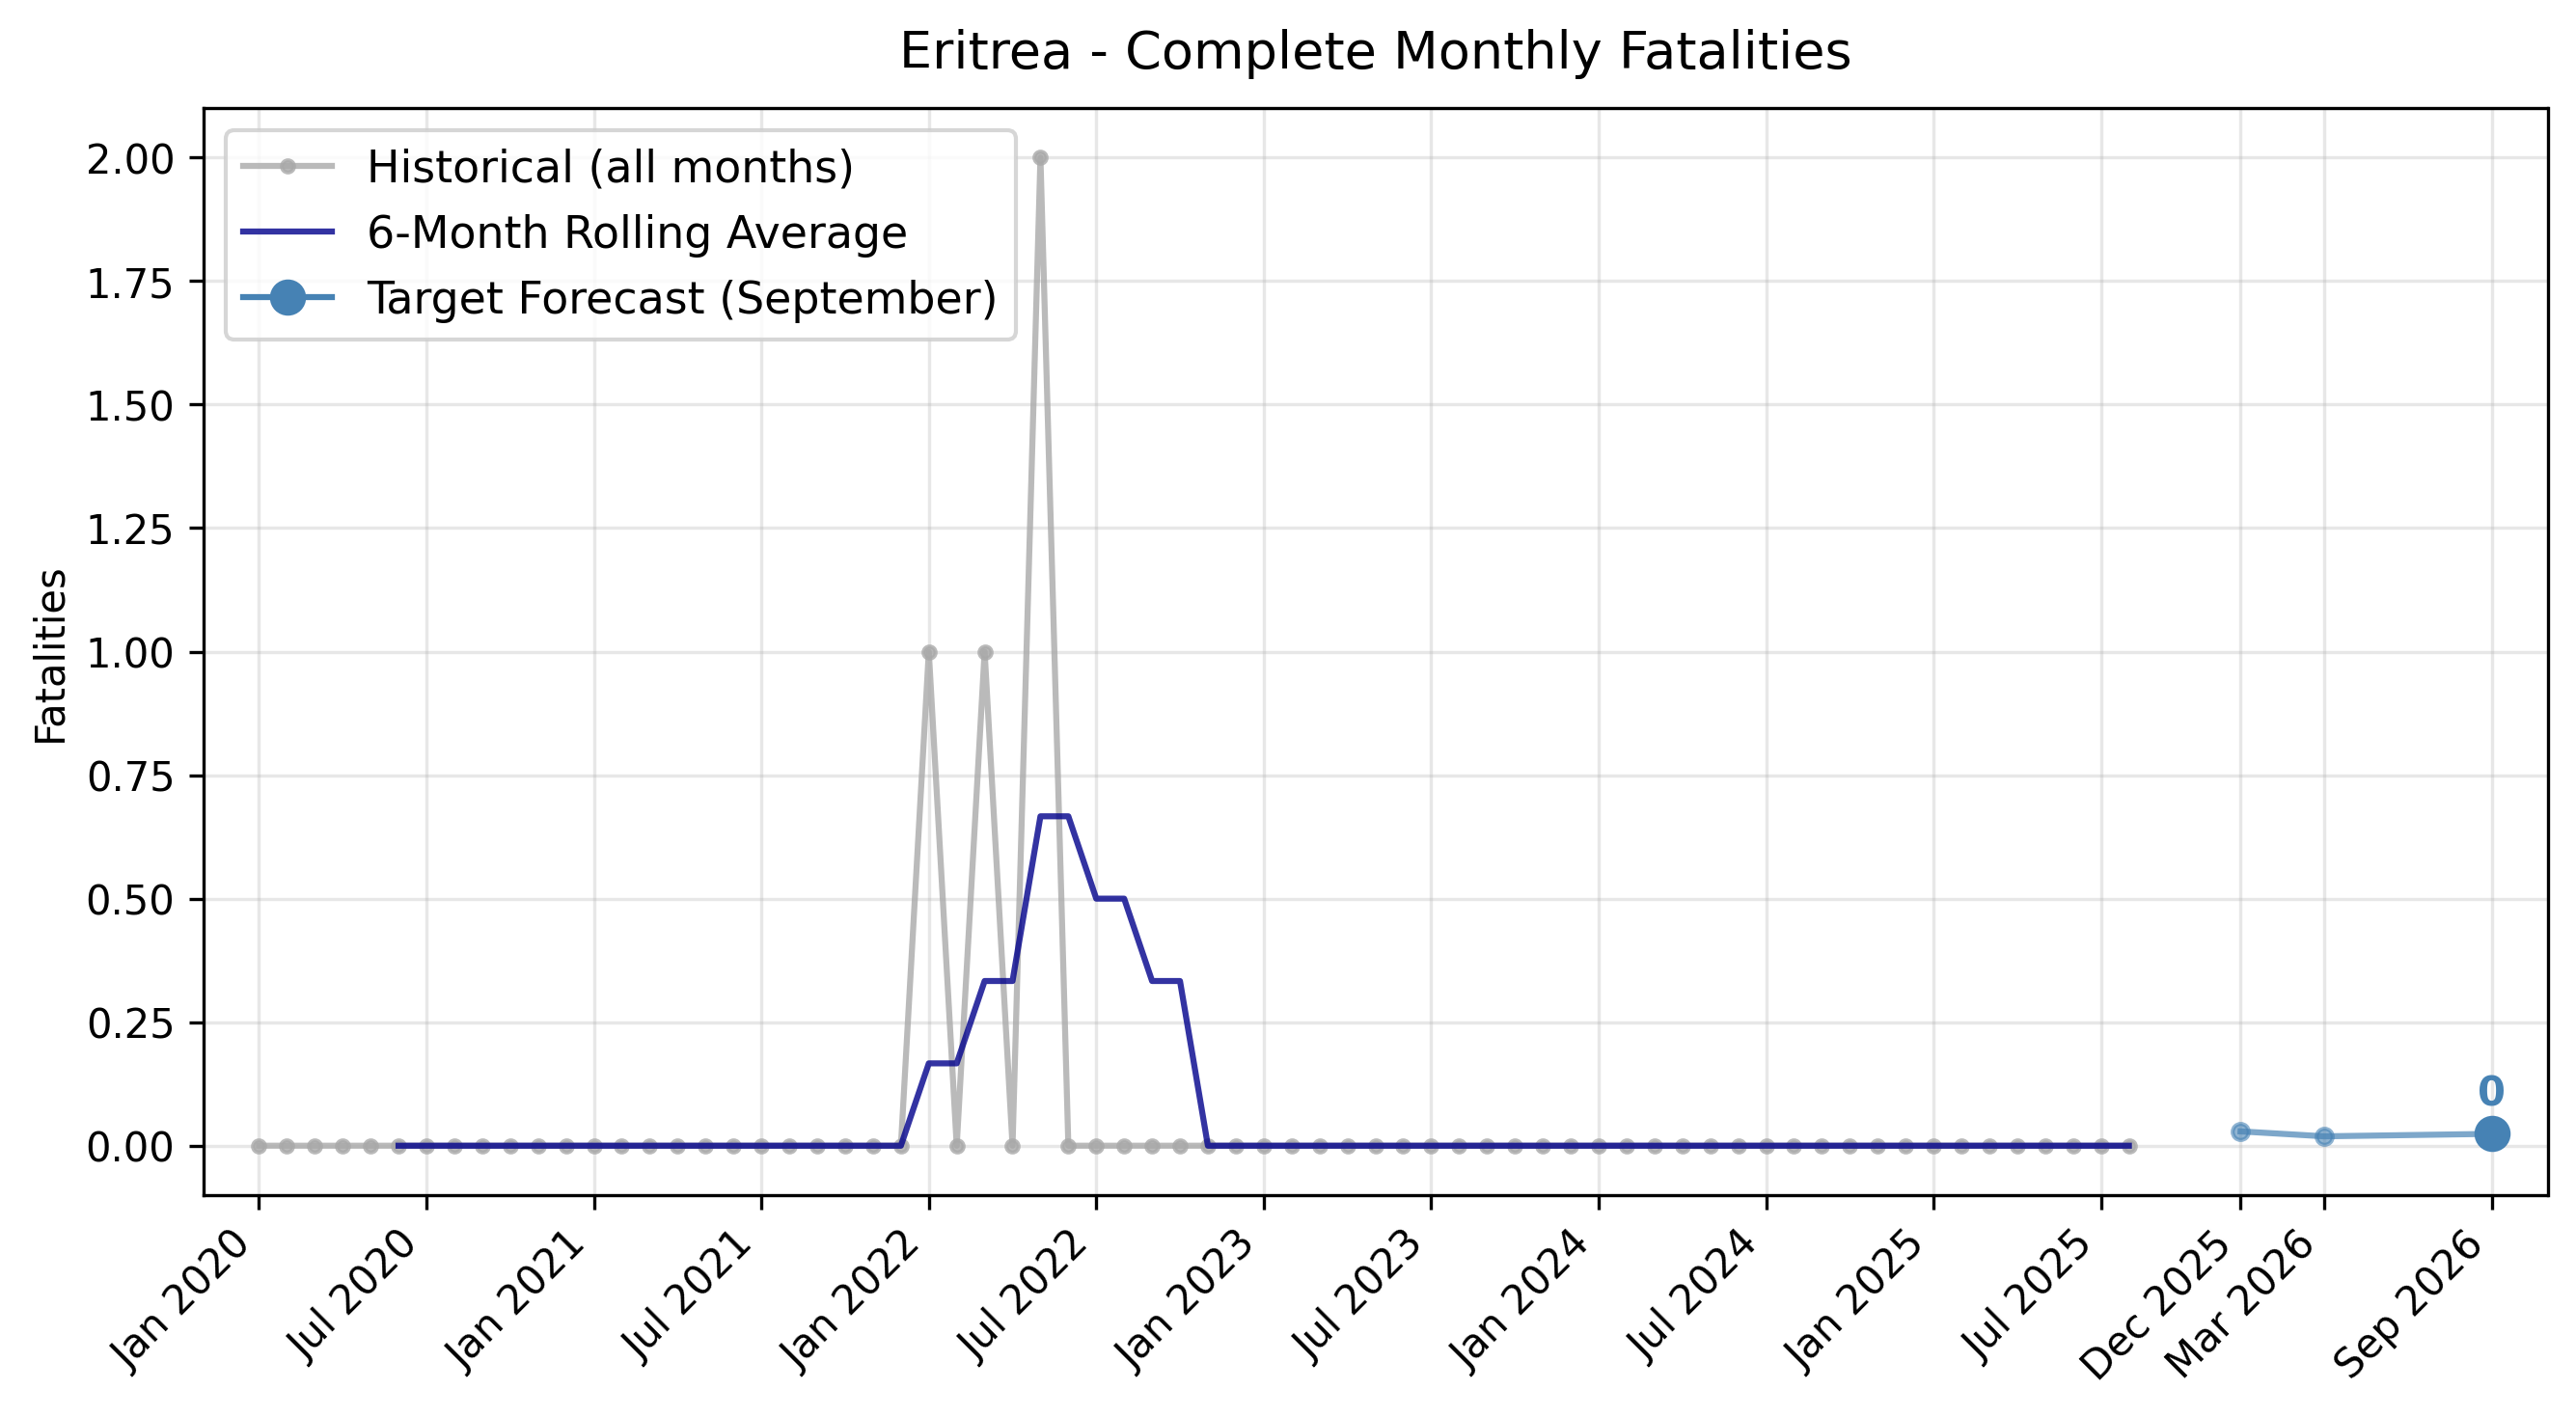 Eritrea - Complete Monthly Fatalities
Historical (all months)
6-Month Rolling Average
Target Forecast (September)
Fatalities
2.00
1.75
1.50
1.25
1.00
0.75
0.50
0.25
0.00
0
Jan 2020
Jul 2020
Jan 2021
Jul 2021
Jan 2022
Jul 2022
Jan 2023
Jul 2023
Jan 2024
Jul 2024
Jan 2025
Jul 2025
Dec 2025
Mar 2026
Sep 2026